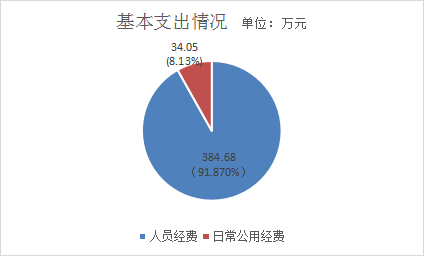 基本支出情况 单位：万元
34.05
(8.13%)
384.68
（91.870%）
人员经费 日常公用经费